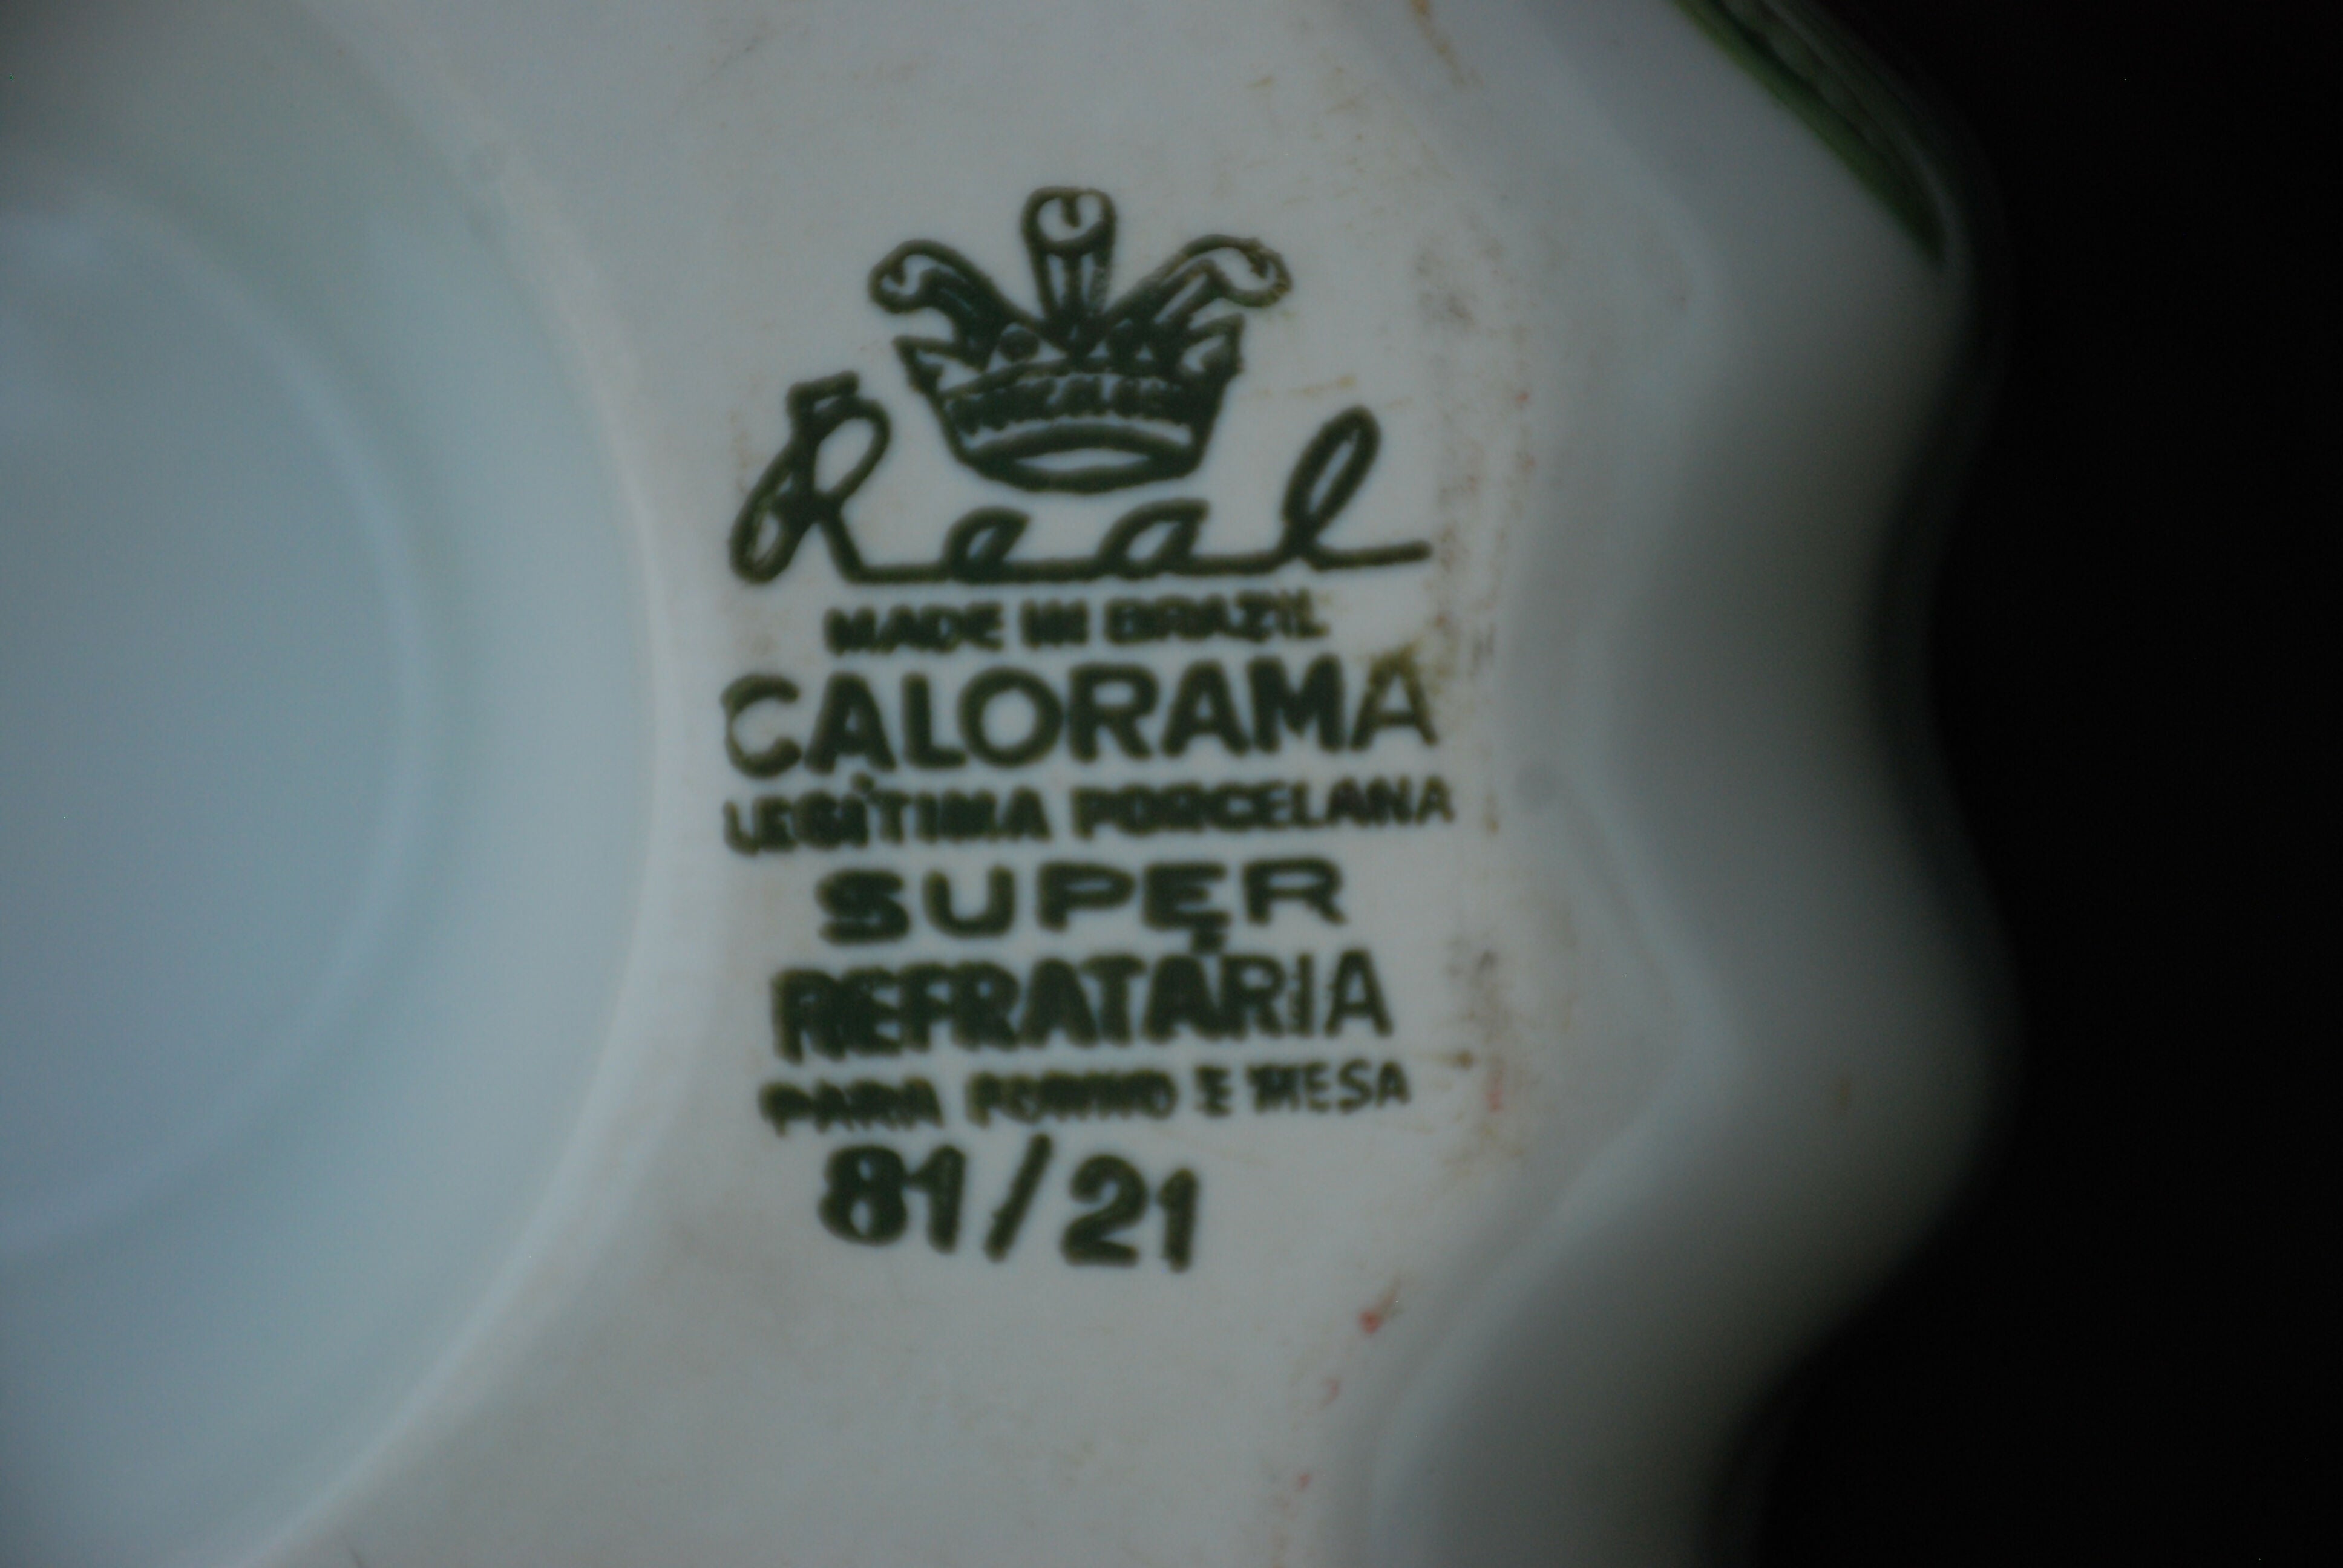 Real
MADE IN BRAZIL
CALORAMA
LEGÍTIMA PORCELANA
SUPER
REFRATÁRIA
PARA FORNO E MESA
81/21